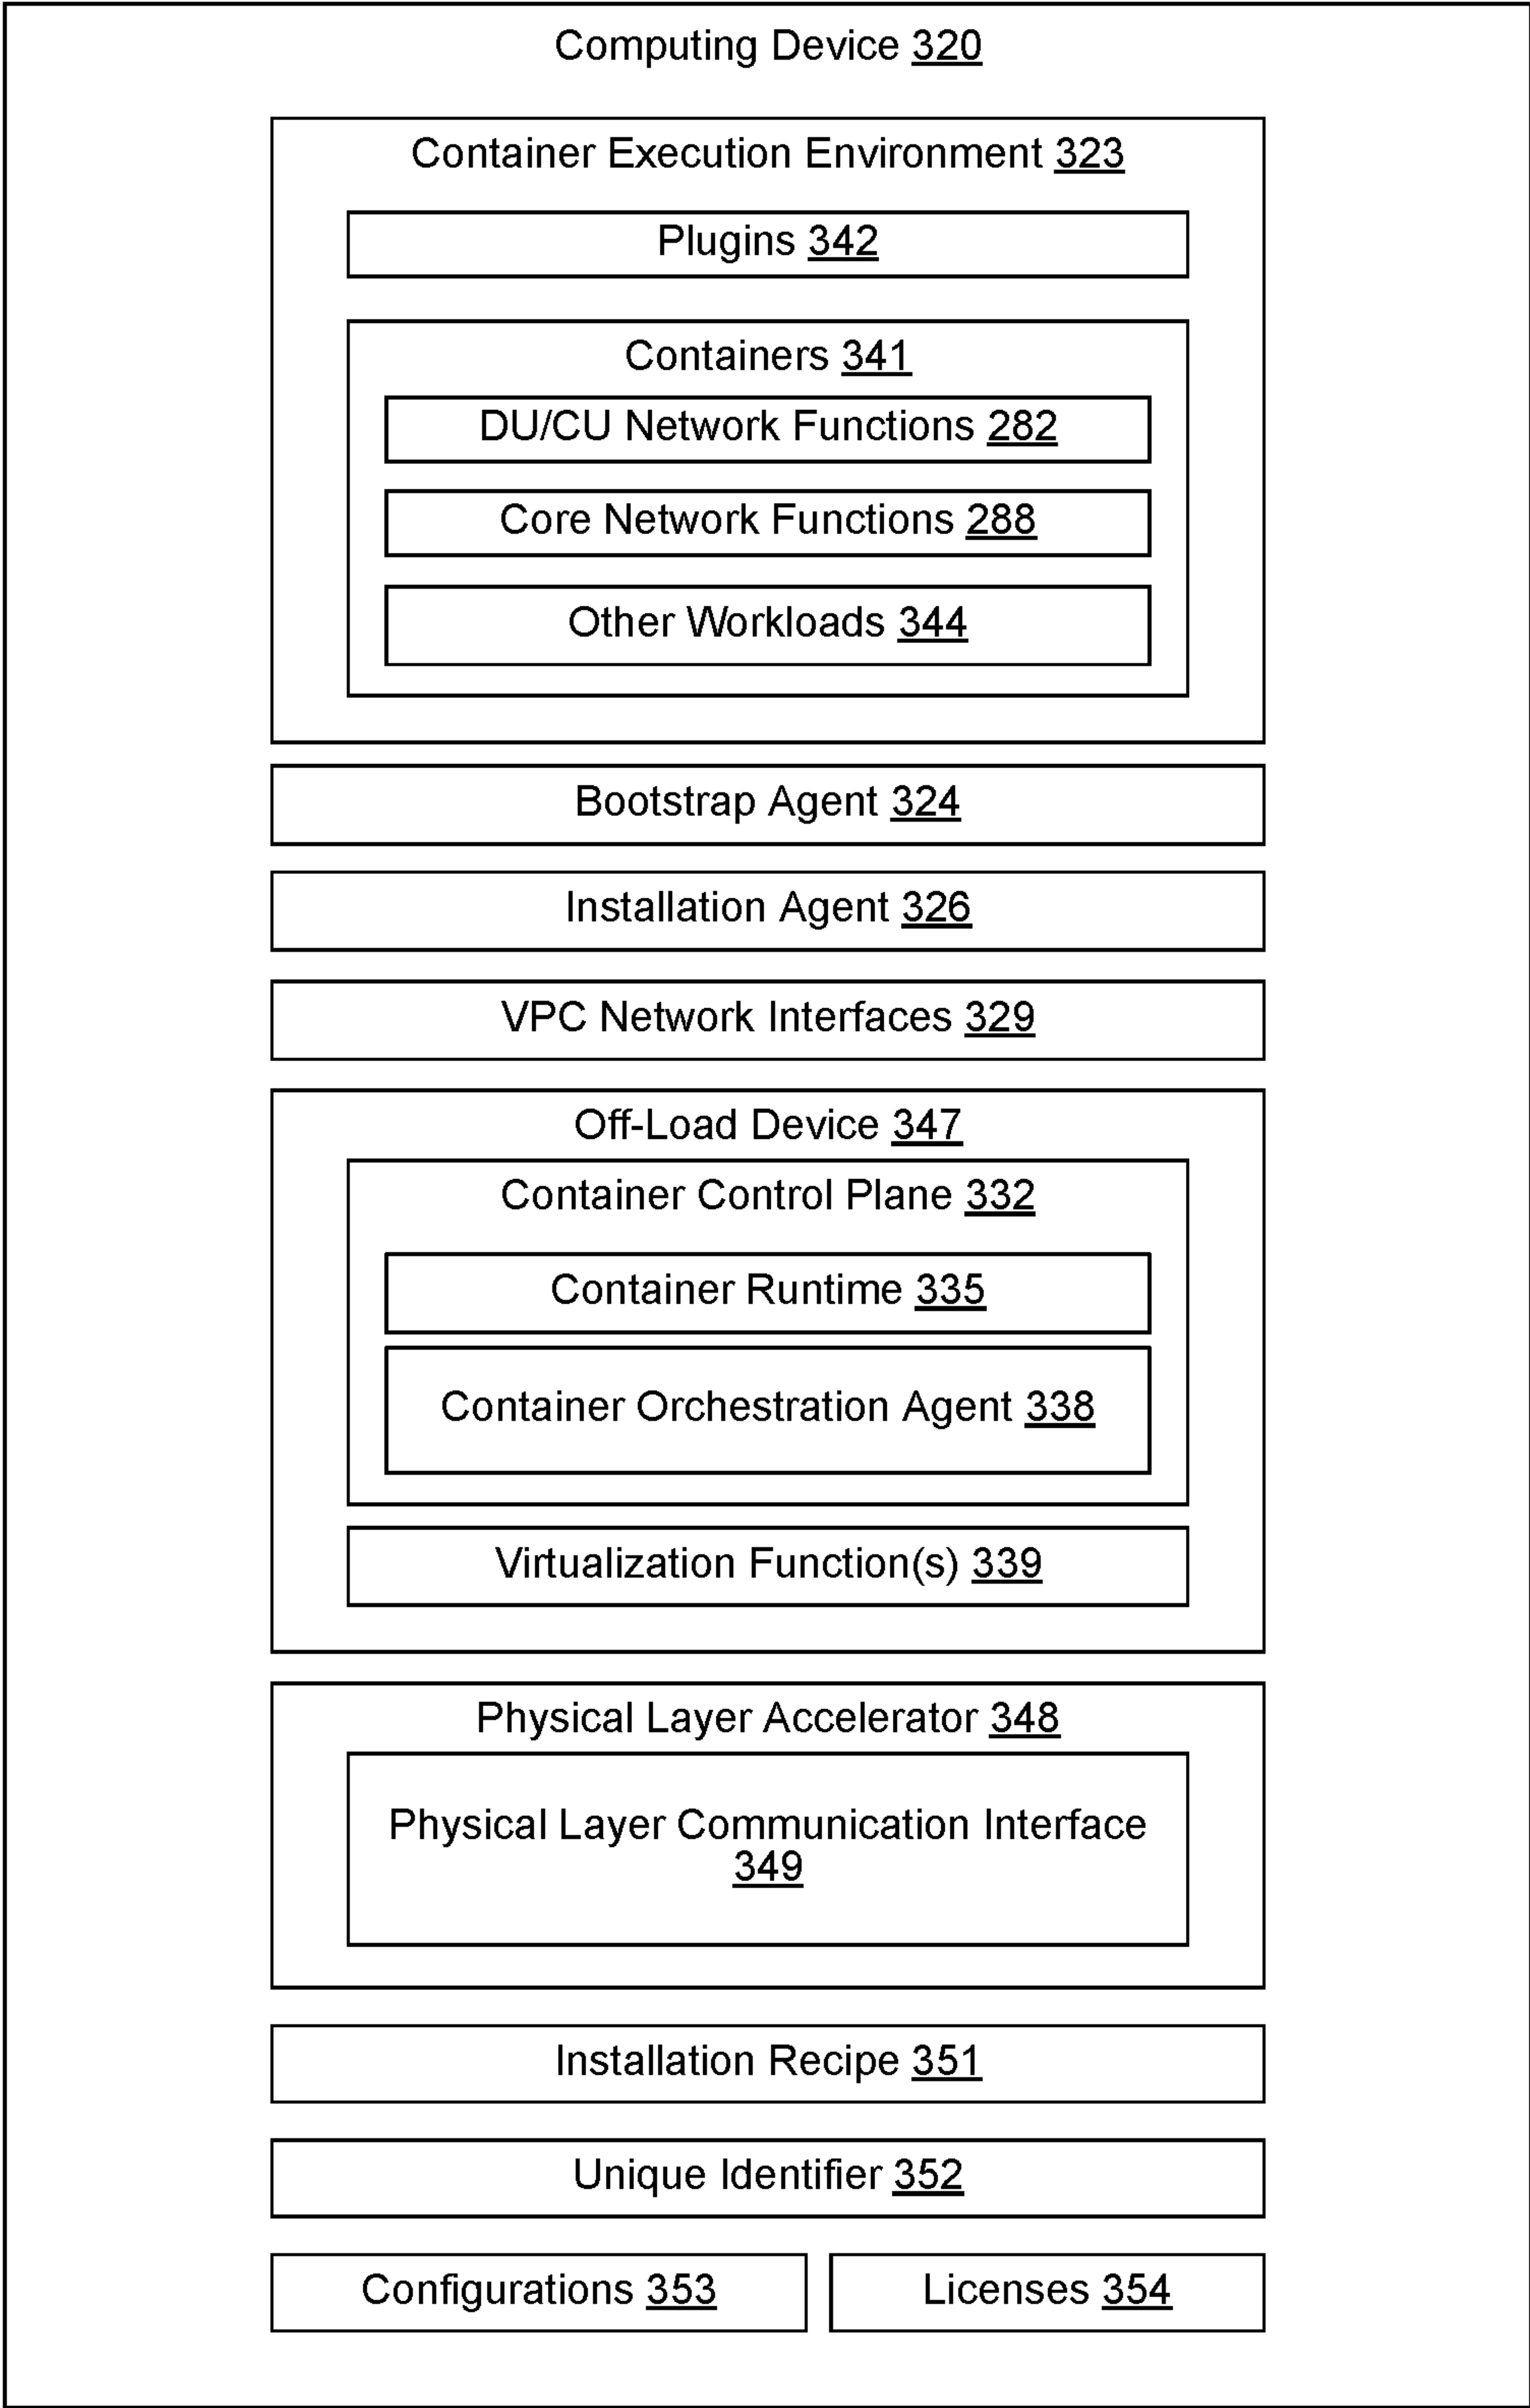 Computing Device 320
Container Execution Environment 323
Plugins 342
Containers 341
DU/CU Network Functions 282
Core Network Functions 288
Other Workloads 344
Bootstrap Agent 324
Installation Agent 326
VPC Network Interfaces 329
Off-Load Device 347
Container Control Plane 332
Container Runtime 335
Container Orchestration Agent 338
Virtualization Function(s) 339
Physical Layer Accelerator 348
Physical Layer Communication Interface
349
Installation Recipe 351
Unique Identifier 352
Configurations 353
Licenses 354